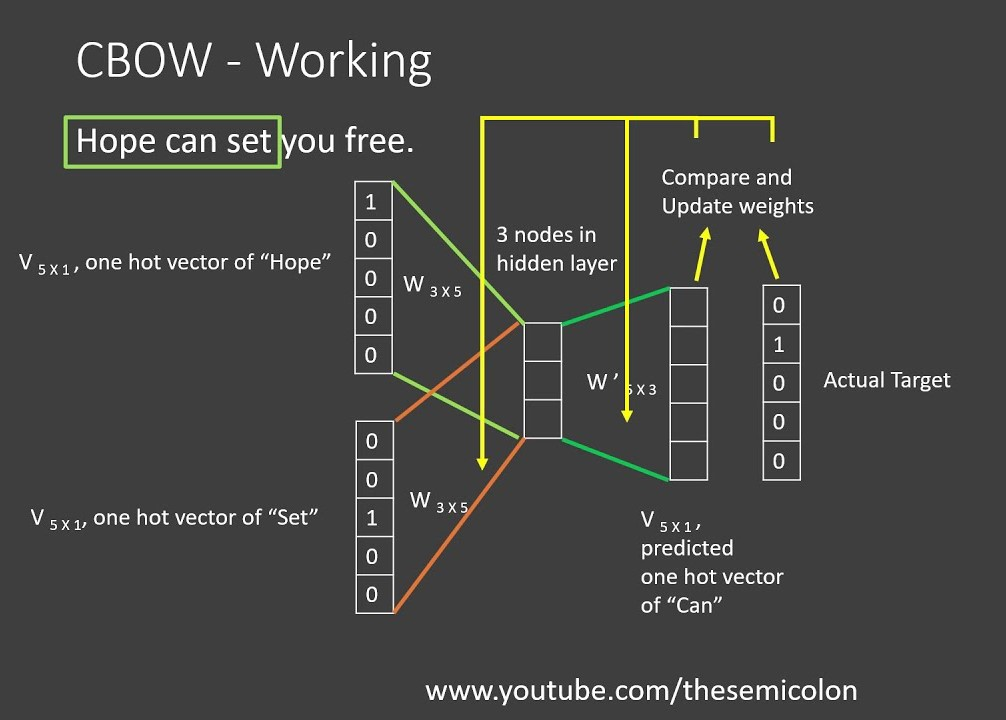 CBOW - Working
Hope can set you free.
Compare and
Update weights
3 nodes in
hidden layer
1
0
0
0
0
V 5 X 1 , one hot vector of “Hope”
W 3 X 5
W ’ 5 X 3
0
1
0
0
0
Actual Target
0
0
1
0
0
V 5 X 1, one hot vector of “Set”
W 3 X 5
V 5 X 1 ,
predicted
one hot vector
of “Can”
www.youtube.com/thesemicolon